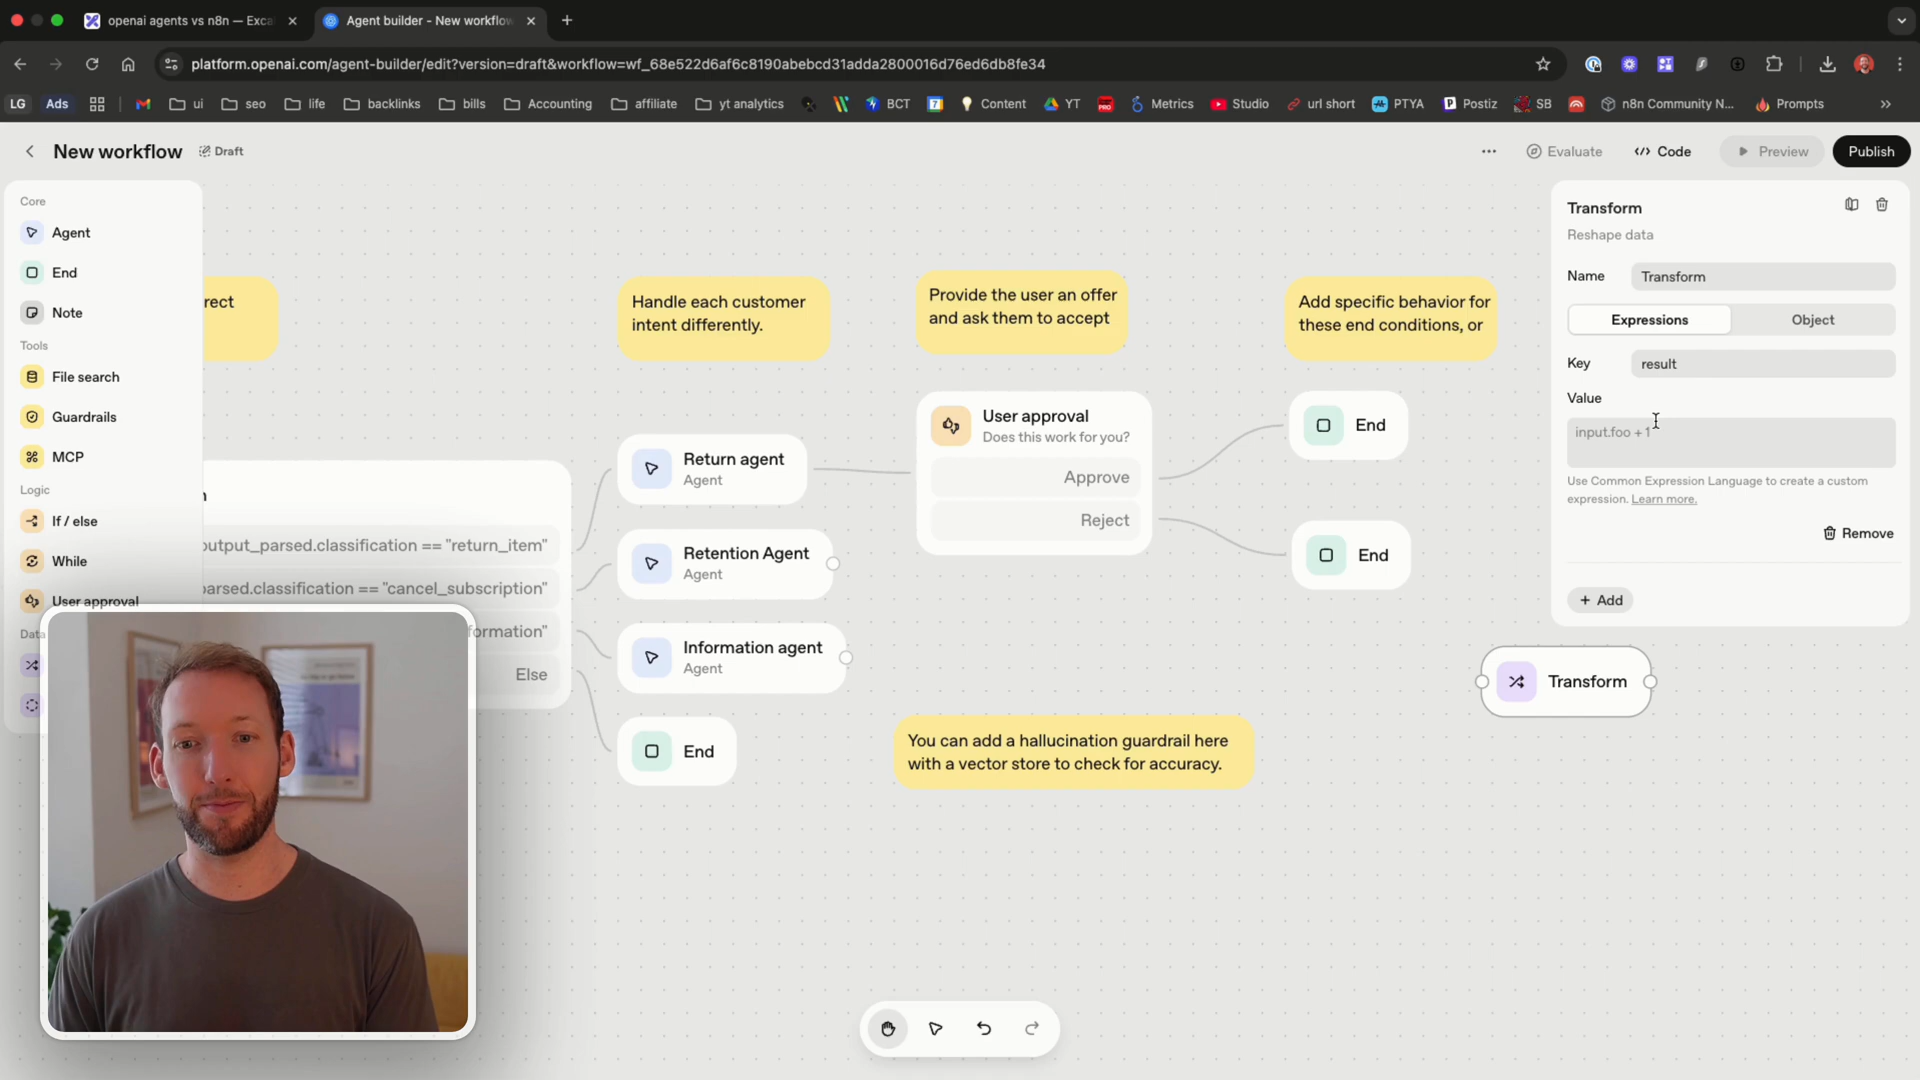 openai agents vs n8n — Exca
Agent builder - New workflow
platform.openai.com/agent-builder/edit?version=draft&workflow=wf_68e522d6af6c8190abebcd31adda2800016d76ed6db8fe34
LG
Ads
ui
seo
life
backlinks
bills
Accounting
affiliate
yt analytics
BCT
7
Content
YT
PRO
Metrics
Studio
url short
PTYA
Postiz
SB
n8n Community N...
Prompts
New workflow
Draft
Evaluate
Code
Preview
Publish
Core
Agent
End
Note
Tools
File search
Guardrails
MCP
Logic
If / else
While
User approval
Data
rect
Handle each customer
intent differently.
Provide the user an offer
and ask them to accept
Add specific behavior for
these end conditions, or
output_parsed.classification == "return_item"
parsed.classification == "cancel_subscription"
formation"
Else
Return agent
Agent
Retention Agent
Agent
Information agent
Agent
End
User approval
Does this work for you?
Approve
Reject
End
End
You can add a hallucination guardrail here
with a vector store to check for accuracy.
Transform
Transform
Reshape data
Name
Transform
Expressions
Object
Key
result
Value
input.foo + 1
Use Common Expression Language to create a custom
expression. Learn more.
Remove
+ Add